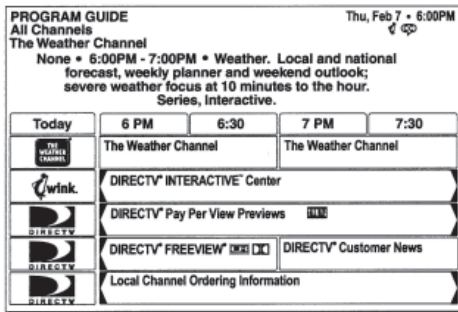 PROGRAM GUIDE
Thu, Feb 7 • 6:00PM
All Channels
The Weather Channel
None • 6:00PM - 7:00PM • Weather. Local and national
forecast, weekly planner and weekend outlook;
severe weather focus at 10 minutes to the hour.
Series, Interactive.
Today 6 PM 6:30 7 PM 7:30
THE WEATHER CHANNEL The Weather Channel The Weather Channel
wink. DIRECTV® INTERACTIVE™ Center
DIRECTV DIRECTV® Pay Per View Previews
DIRECTV DIRECTV® FREEVIEW® DIRECTV® Customer News
DIRECTV Local Channel Ordering Information